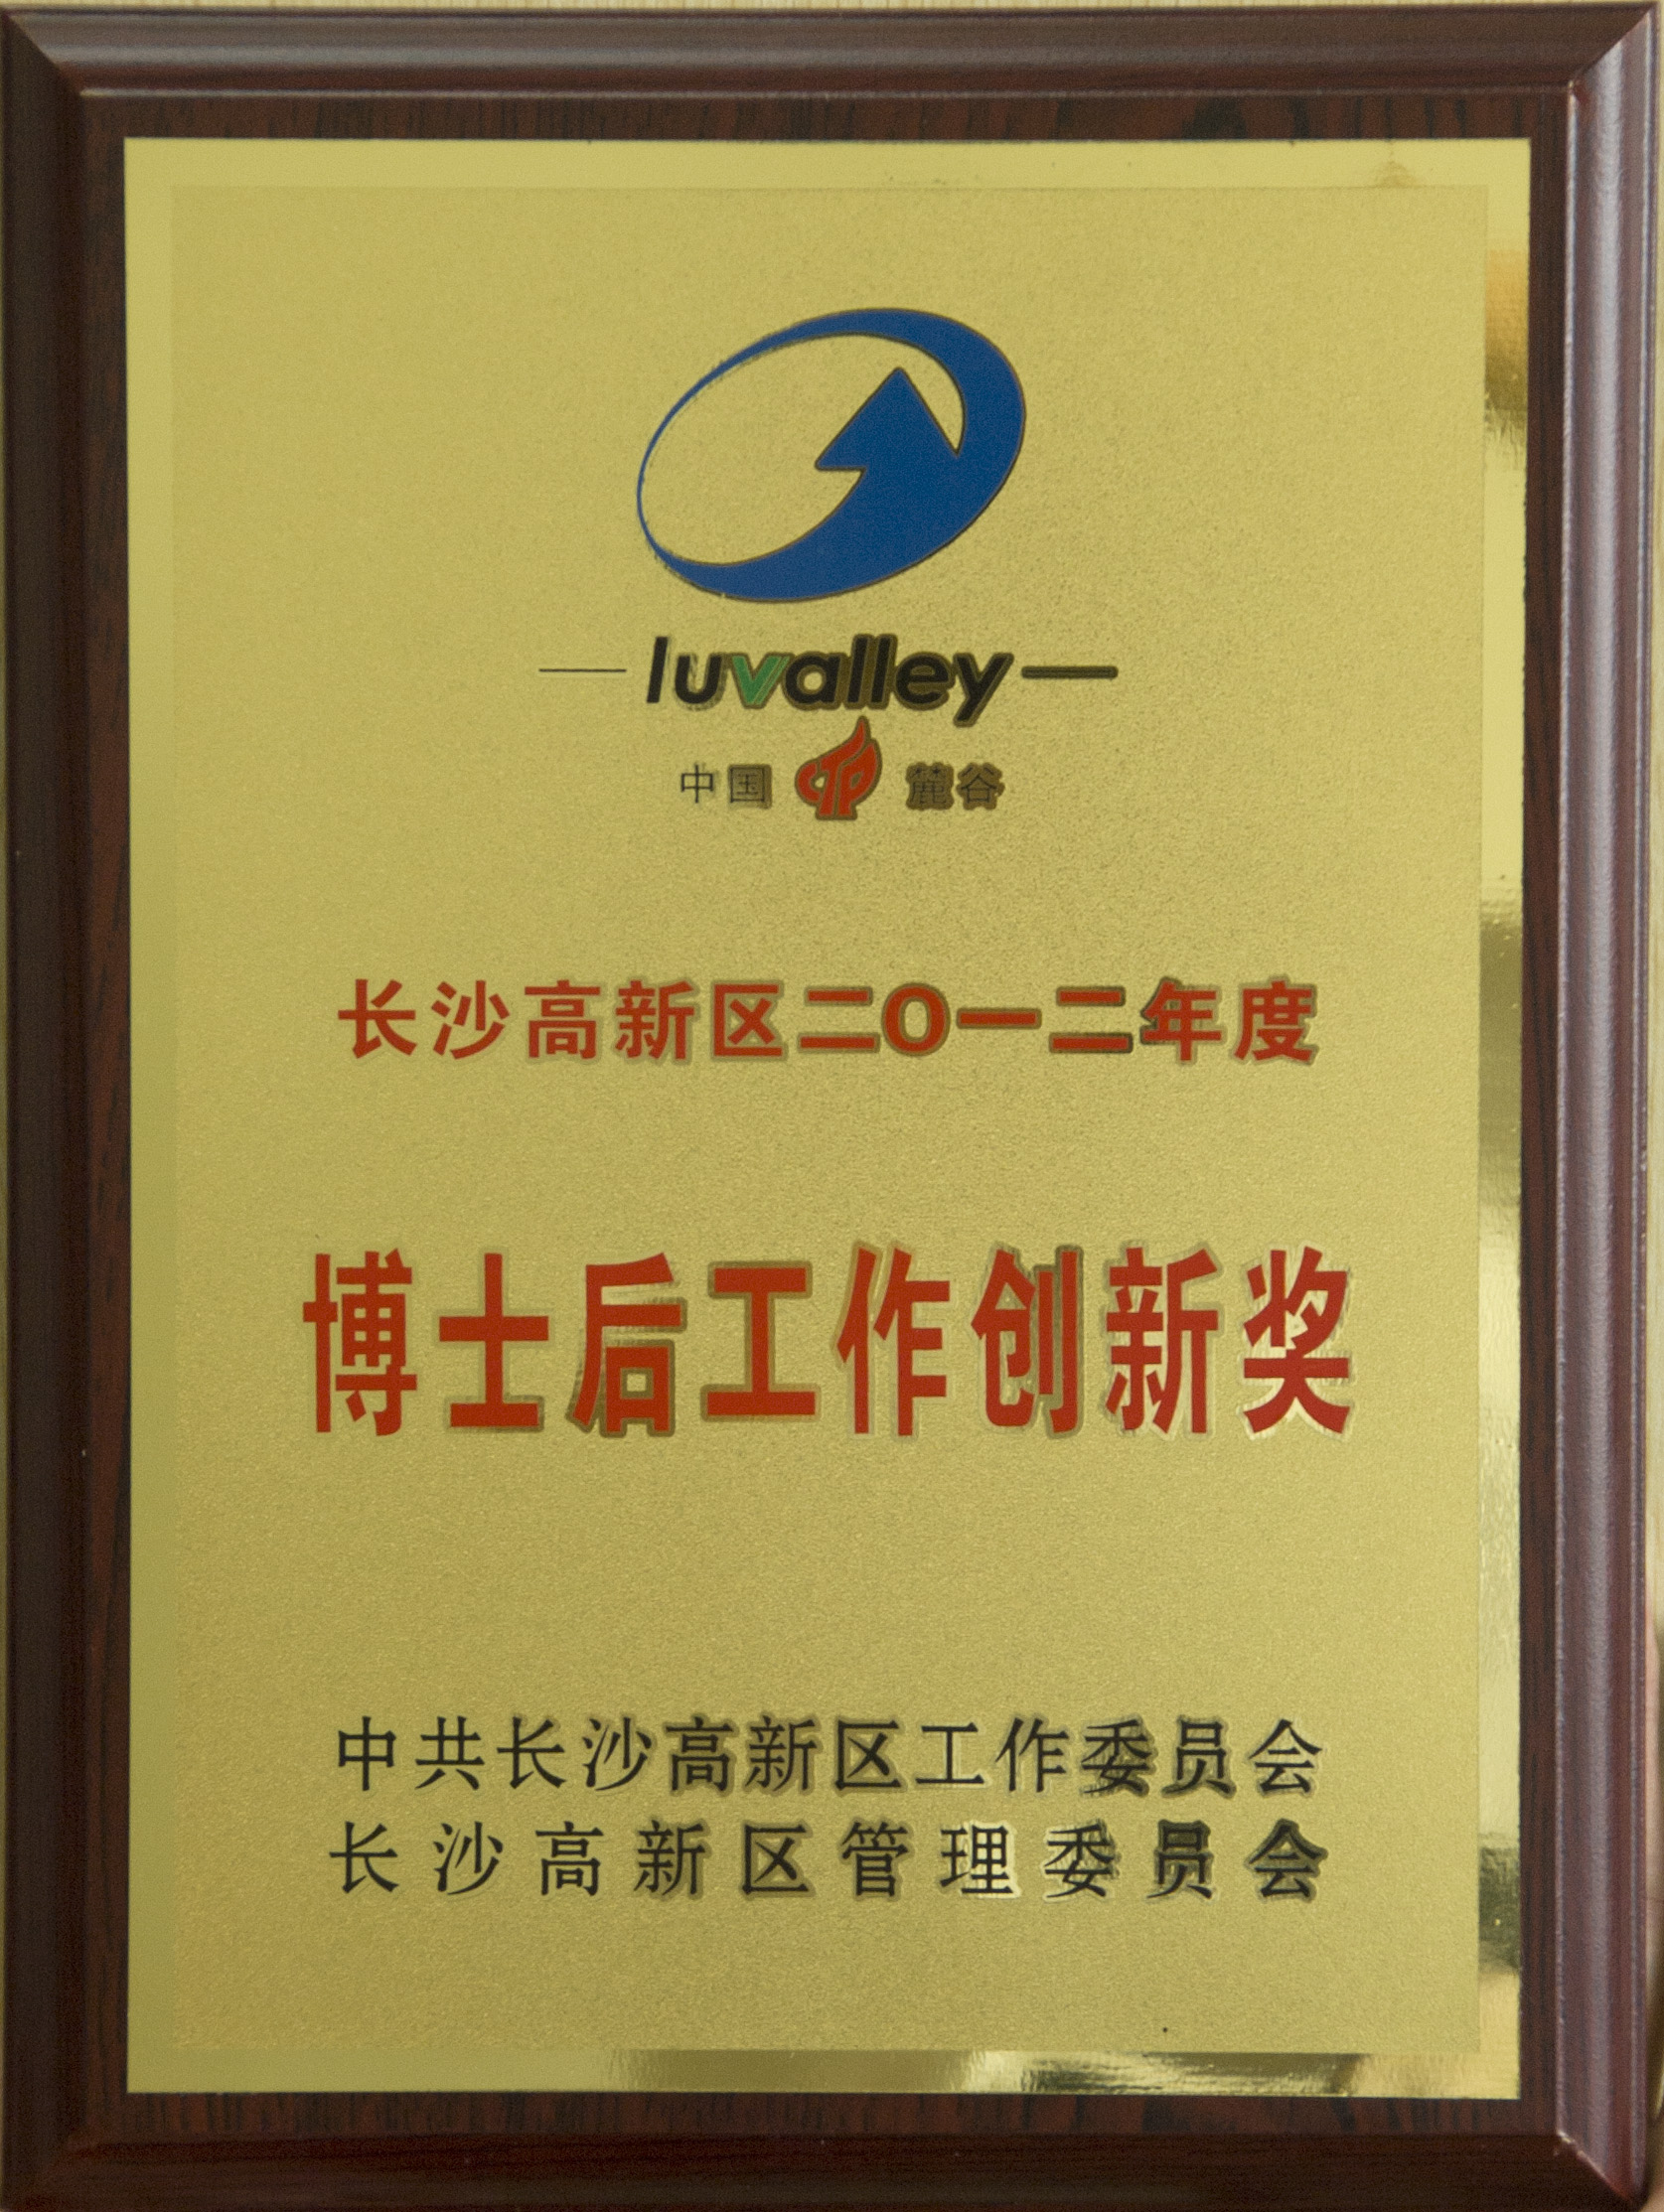 luvalley
中国 CTP 麓谷
长沙高新区二〇一二年度
博士后工作创新奖
中共长沙高新区工作委员会
长沙高新区管理委员会